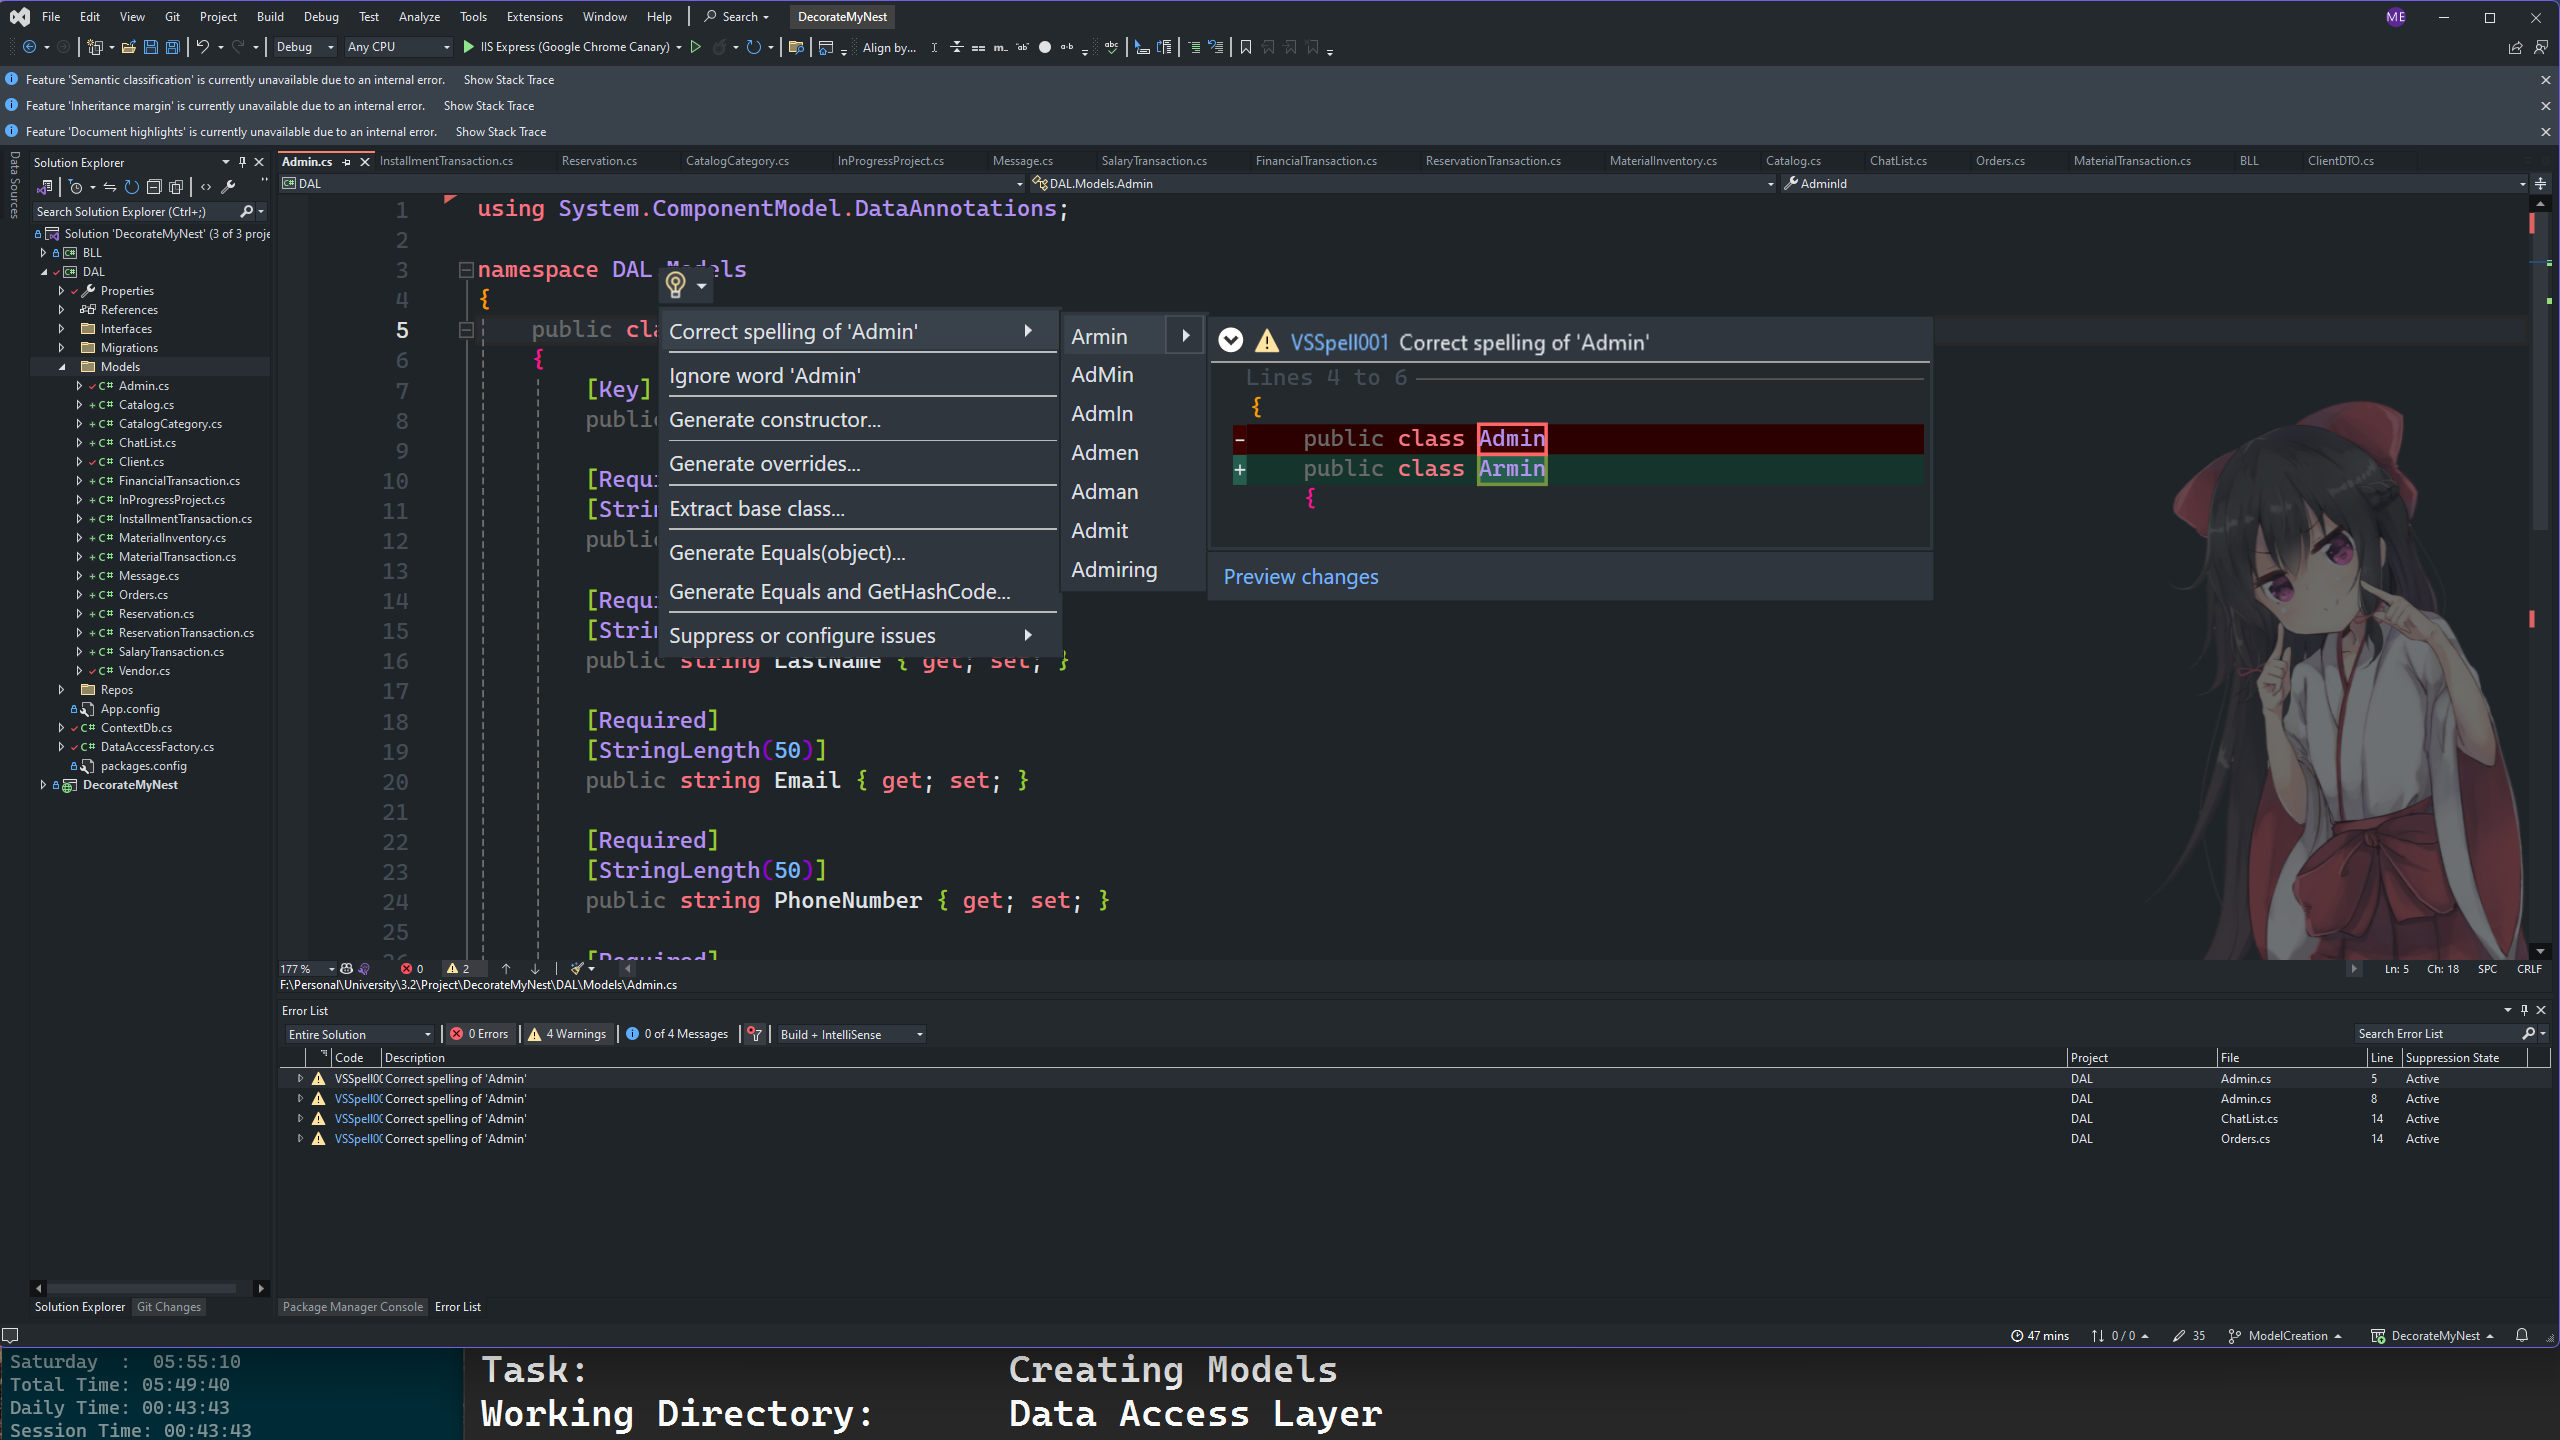 File Edit View Git Project Build Debug Test Analyze Tools Extensions Window Help Search DecorateMyNest ME
Debug Any CPU IIS Express (Google Chrome Canary) Align by...
Feature 'Semantic classification' is currently unavailable due to an internal error. Show Stack Trace
Feature 'Inheritance margin' is currently unavailable due to an internal error. Show Stack Trace
Feature 'Document highlights' is currently unavailable due to an internal error. Show Stack Trace
Data Sources
Solution Explorer
Search Solution Explorer (Ctrl+;)
Solution 'DecorateMyNest' (3 of 3 proje
BLL
DAL
Properties
References
Interfaces
Migrations
Models
C# Admin.cs
C# Catalog.cs
C# CatalogCategory.cs
C# ChatList.cs
C# Client.cs
C# FinancialTransaction.cs
C# InProgressProject.cs
C# InstallmentTransaction.cs
C# MaterialInventory.cs
C# MaterialTransaction.cs
C# Message.cs
C# Orders.cs
C# Reservation.cs
C# ReservationTransaction.cs
C# SalaryTransaction.cs
C# Vendor.cs
Repos
App.config
C# ContextDb.cs
C# DataAccessFactory.cs
packages.config
DecorateMyNest
Solution Explorer Git Changes
Admin.cs InstallmentTransaction.cs Reservation.cs CatalogCategory.cs InProgressProject.cs Message.cs SalaryTransaction.cs FinancialTransaction.cs ReservationTransaction.cs MaterialInventory.cs Catalog.cs ChatList.cs Orders.cs MaterialTransaction.cs BLL ClientDTO.cs
DAL DAL.Models.Admin AdminId
1 using System.ComponentModel.DataAnnotations;
2
3 namespace DAL.Models
4 {
5 public cla
6 {
7 [Key]
8 public
9
10 [Requi
11 [Strin
12 public
13
14 [Requi
15 [Strin
16 public string LastName { get; set; }
17
18 [Required]
19 [StringLength(50)]
20 public string Email { get; set; }
21
22 [Required]
23 [StringLength(50)]
24 public string PhoneNumber { get; set; }
25
26 [Required]
Correct spelling of 'Admin'
Ignore word 'Admin'
Generate constructor...
Generate overrides...
Extract base class...
Generate Equals(object)...
Generate Equals and GetHashCode...
Suppress or configure issues
Armin
AdMin
AdmIn
Admen
Adman
Admit
Admiring
VSSpell001 Correct spelling of 'Admin'
Lines 4 to 6
{
- public class Admin
+ public class Armin
{
Preview changes
177 % 0 2 Ln: 5 Ch: 18 SPC CRLF
F:\Personal\University\3.2\Project\DecorateMyNest\DAL\Models\Admin.cs
Error List
Entire Solution 0 Errors 4 Warnings 0 of 4 Messages Build + IntelliSense Search Error List
Code Description Project File Line Suppression State
VSSpell00 Correct spelling of 'Admin' DAL Admin.cs 5 Active
VSSpell00 Correct spelling of 'Admin' DAL Admin.cs 8 Active
VSSpell00 Correct spelling of 'Admin' DAL ChatList.cs 14 Active
VSSpell00 Correct spelling of 'Admin' DAL Orders.cs 14 Active
Package Manager Console Error List
47 mins 0 / 0 35 ModelCreation DecorateMyNest
Saturday : 05:55:10
Total Time: 05:49:40
Daily Time: 00:43:43
Session Time: 00:43:43
Task: Creating Models
Working Directory: Data Access Layer